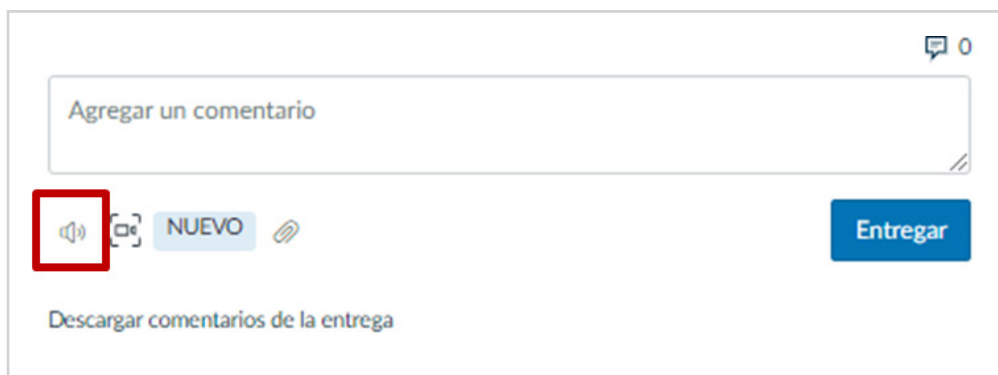 0
Agregar un comentario
NUEVO
Entregar
Descargar comentarios de la entrega